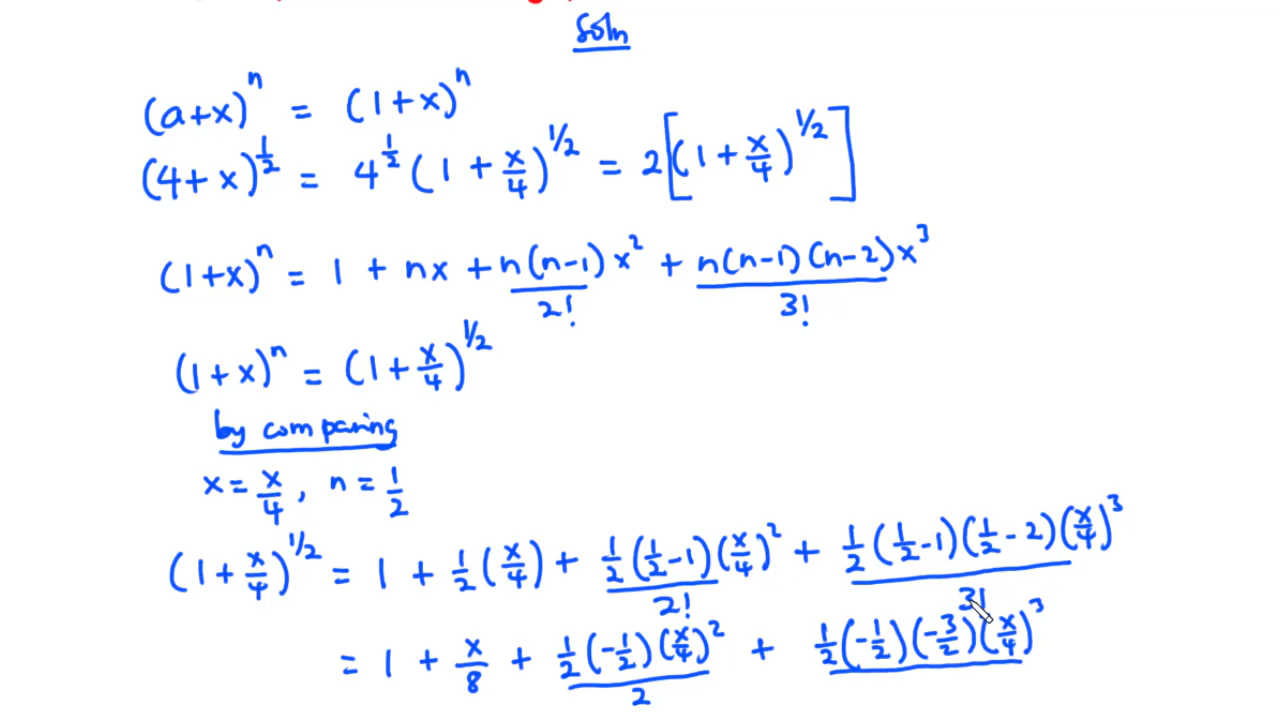 Soln
(a+x)^n = (1+x)^n
(4+x)^{1/2} = 4^{1/2}(1+x/4)^{1/2} = 2[(1+x/4)^{1/2}]
(1+x)^n = 1 + nx + n(n-1)x^2/2! + n(n-1)(n-2)x^3/3!
(1+x)^n = (1+x/4)^{1/2}
by comparing
x = x/4, n = 1/2
(1+x/4)^{1/2} = 1 + 1/2(x/4) + 1/2(1/2-1)(x/4)^2/2! + 1/2(1/2-1)(1/2-2)(x/4)^3/3!
= 1 + x/8 + 1/2(-1/2)(x/4)^2/2 + 1/2(-1/2)(-3/2)(x/4)^3